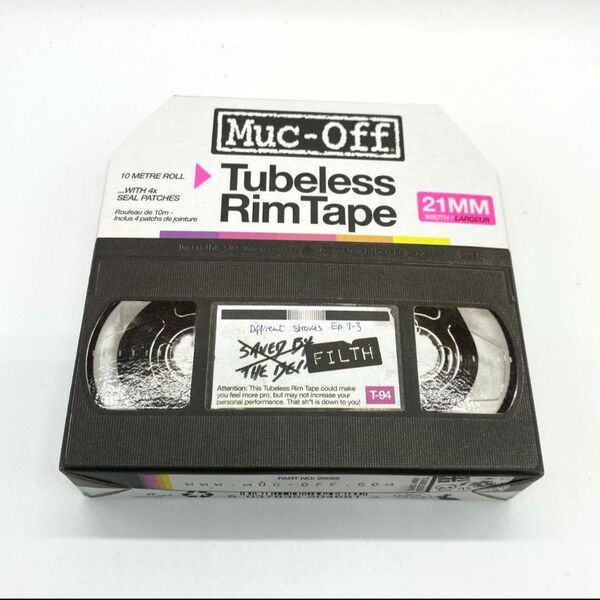 Muc-Off
10 METRE ROLL
...WITH 4x
SEAL PATCHES
Rouleau de 10m -
Inclus 4 patchs de jointure
Tubeless
Rim Tape
21MM
WIDTH / LARGEUR
Diff'rent Strokes Ep 1-3
SAVED BY
THE BE
FILTH
Attention: This Tubeless Rim Tape could make
you feel more pro, but may not increase your
personal performance. That sh*t is down to you!
T-94
PART NO: 20069
WWW.MUC-OFF.COM